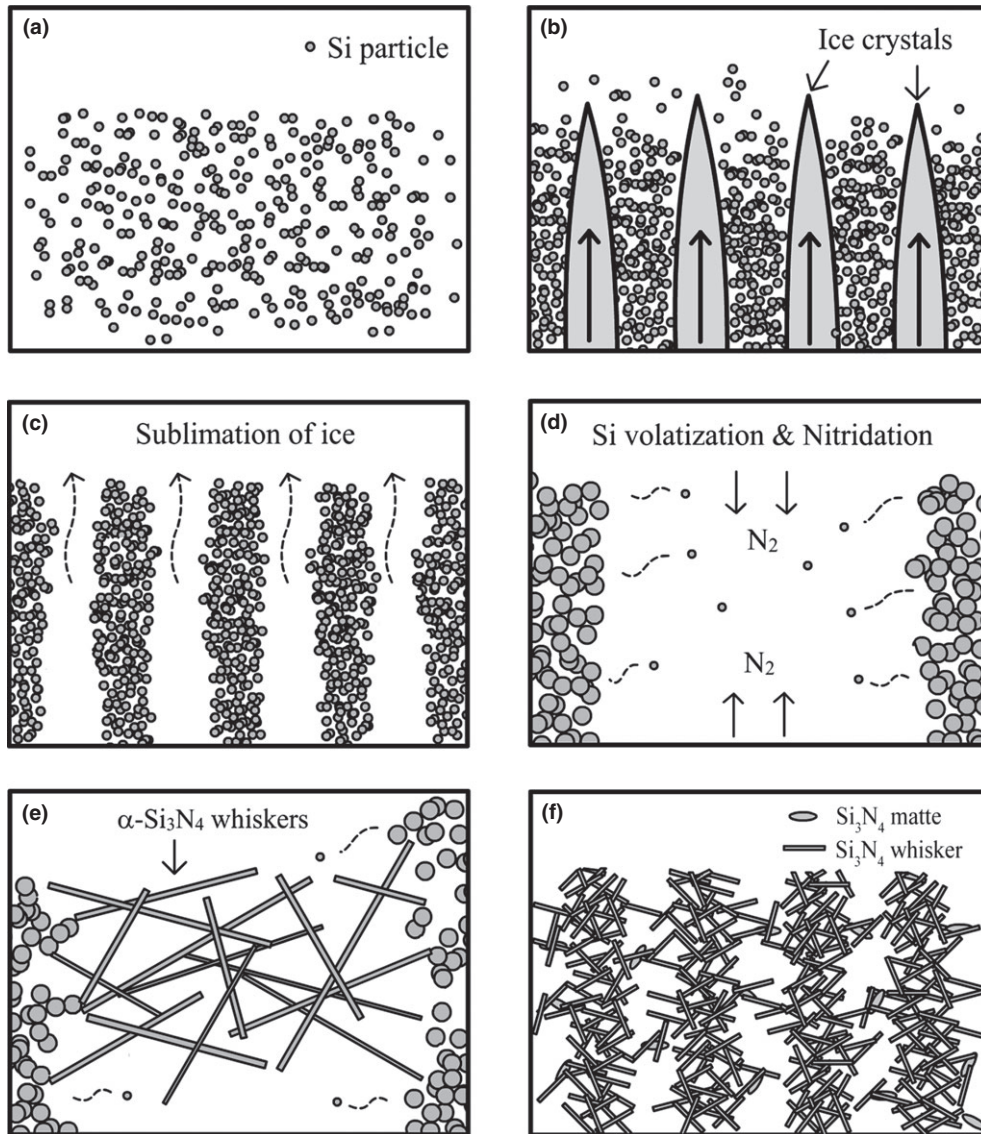 (a)
Si particle
(b)
Ice crystals
(c)
Sublimation of ice
(d)
Si volatization & Nitridation
N₂
N₂
(e)
α-Si₃N₄ whiskers
(f)
Si₃N₄ matte
Si₃N₄ whisker